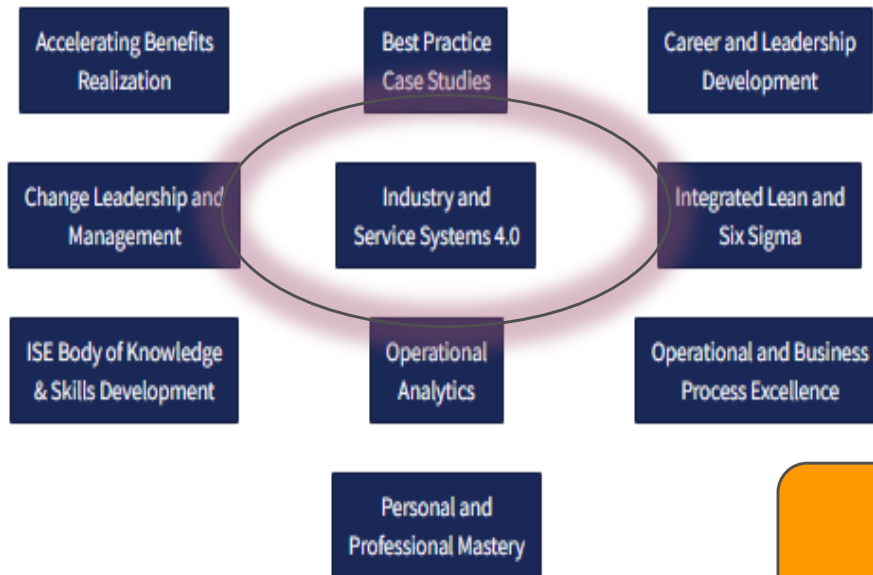 Accelerating Benefits
Realization
Best Practice
Case Studies
Career and Leadership
Development
Change Leadership and
Management
Industry and
Service Systems 4.0
Integrated Lean and
Six Sigma
ISE Body of Knowledge
& Skills Development
Operational
Analytics
Operational and Business
Process Excellence
Personal and
Professional Mastery